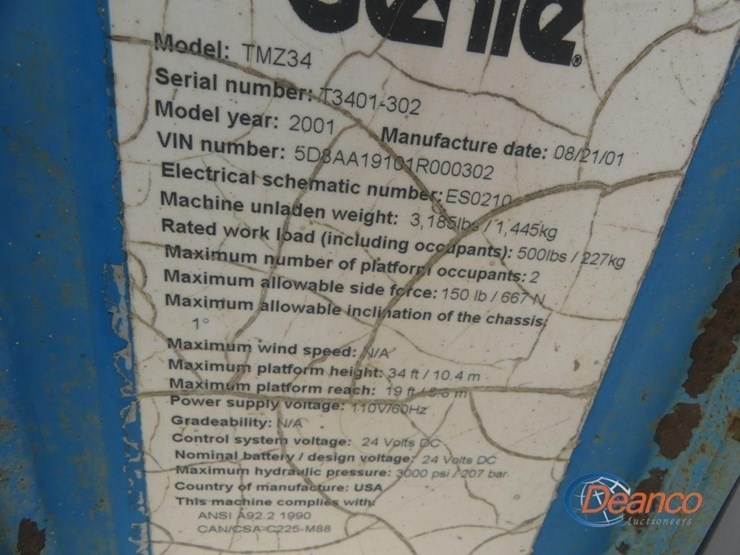 Genie
Model: TMZ34
Serial number: T3401-302
Model year: 2001 Manufacture date: 08/21/01
VIN number: 5D8AA19101R000302
Electrical schematic number: ES0210
Machine unladen weight: 3,185lbs / 1,445kg
Rated work load (including occupants): 500lbs / 227kg
Maximum number of platform occupants: 2
Maximum allowable side force: 150 lb / 667 N
Maximum allowable inclination of the chassis:
1°
Maximum wind speed: N/A
Maximum platform height: 34 ft / 10.4 m
Maximum platform reach: 19 ft / m
Power supply voltage: 110V/60Hz
Gradeability: N/A
Control system voltage: 24 Volts DC
Nominal battery / design voltage: 24 Volts DC
Maximum hydraulic pressure: 3000 psi / 207 bar
Country of manufacture: USA
This machine complies with:
ANSI A92.2 1990
CAN/CSA-C225-M88
Deanco
Auctioneers